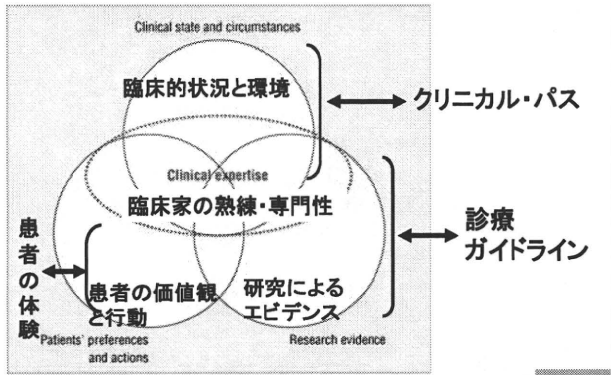 Clinical state and circumstances
臨床的状況と環境
クリニカル・パス
Clinical expertise
臨床家の熟練・専門性
診療
ガイドライン
患者の体験
患者の価値観
と行動
研究による
エビデンス
Patients' preferences
and actions
Research evidence